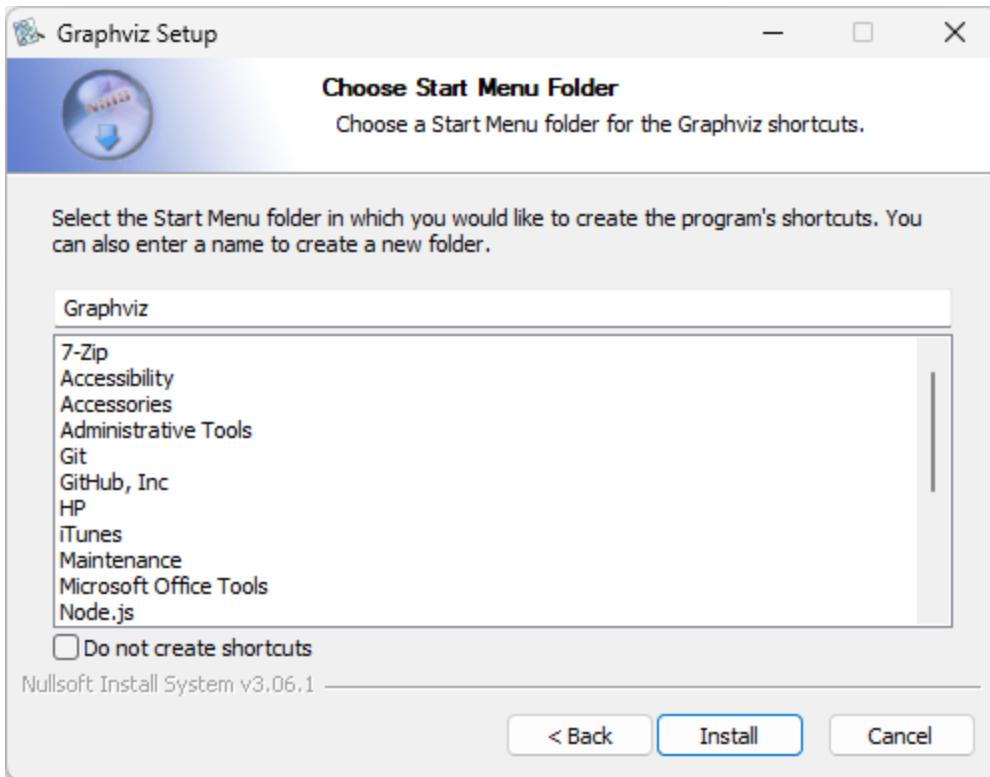 Graphviz Setup
Choose Start Menu Folder
Choose a Start Menu folder for the Graphviz shortcuts.
Select the Start Menu folder in which you would like to create the program's shortcuts. You
can also enter a name to create a new folder.
Graphviz
7-Zip
Accessibility
Accessories
Administrative Tools
Git
GitHub, Inc
HP
iTunes
Maintenance
Microsoft Office Tools
Node.js
Do not create shortcuts
Nullsoft Install System v3.06.1
< Back
Install
Cancel